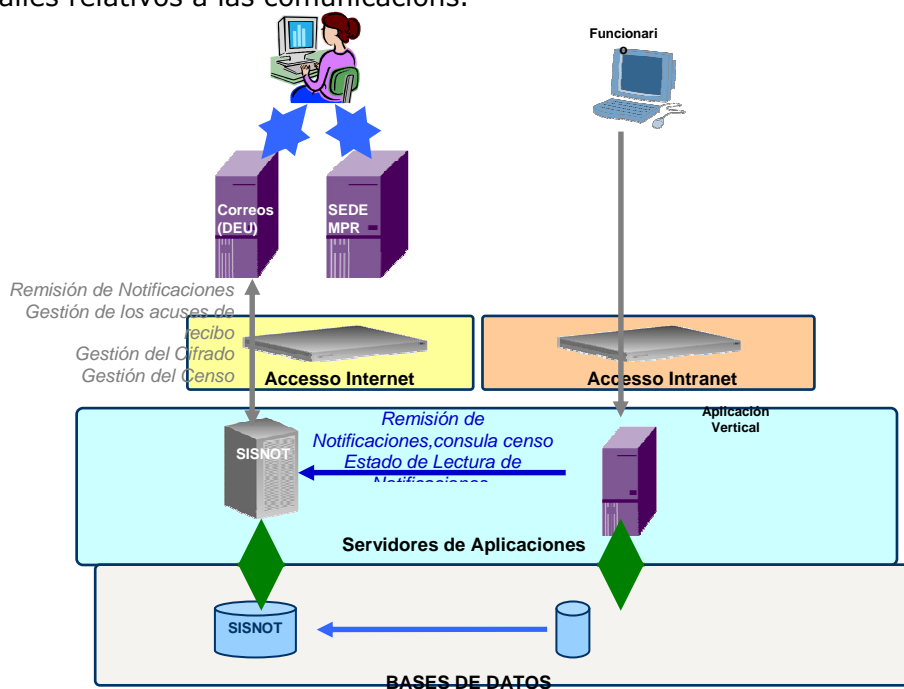 alles relativos a las comunicacions.
Funcionari
o
Correos
(DEU)
SEDE
MPR
Remisión de Notificaciones
Gestión de los acuses de
recibo
Gestión del Cifrado
Gestión del Censo
Accesso Internet
Accesso Intranet
Aplicación
Vertical
Remisión de
Notificaciones,consula censo
Estado de Lectura de
Notificaciones
SISNOT
Servidores de Aplicaciones
SISNOT
BASES DE DATOS